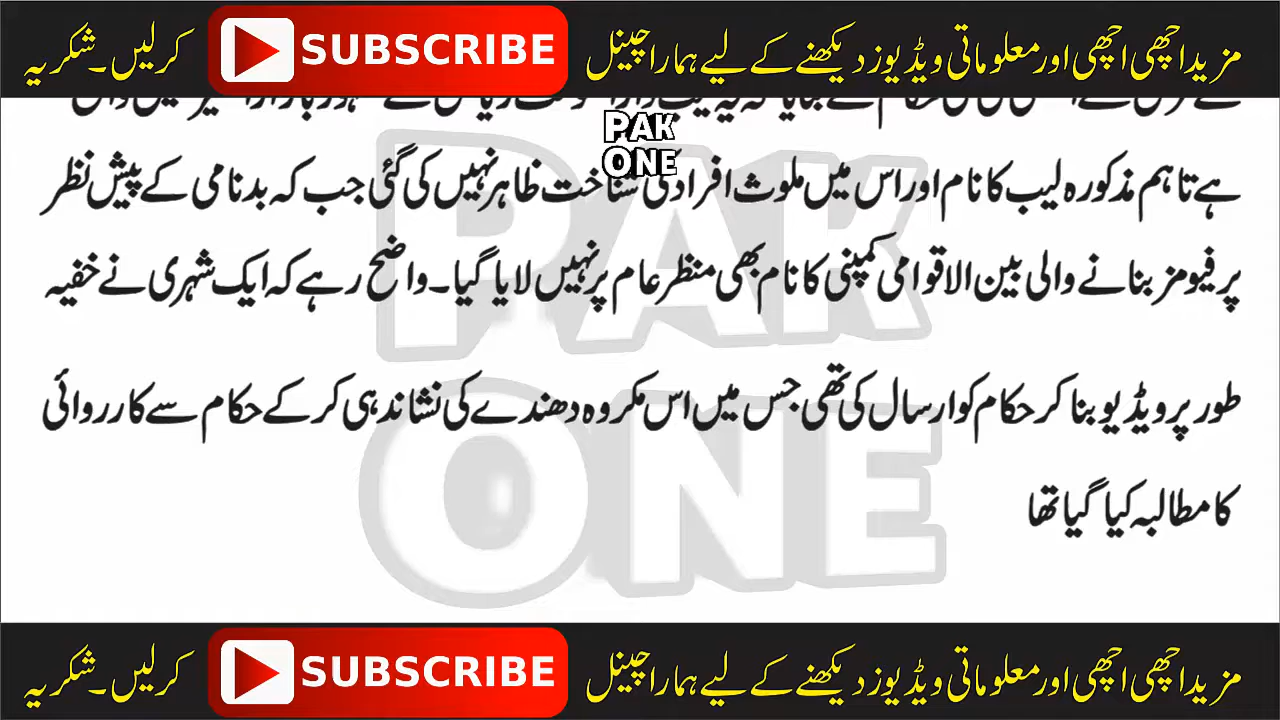 مزید اچھی اچھی اور معلوماتی ویڈیوز دیکھنے کے لیے ہمارا چینل SUBSCRIBE کرلیں۔ شکریہ
PAK
ONE
ہے تاہم مذکورہ لیب کا نام اور اس میں ملوث افراد کی شناخت ظاہر نہیں کی گئی جب کہ بدنامی کے پیش نظر
پرفیومز بنانے والی بین الاقوامی کمپنی کا نام بھی منظر عام پر نہیں لایا گیا۔ واضح رہے کہ ایک شہری نے خفیہ
طور پر ویڈیو بنا کر حکام کو ارسال کی تھی جس میں اس مکروہ دھندے کی نشاندہی کر کے حکام سے کارروائی
کا مطالبہ کیا گیا تھا
PAK
ONE
مزید اچھی اچھی اور معلوماتی ویڈیوز دیکھنے کے لیے ہمارا چینل SUBSCRIBE کرلیں۔ شکریہ